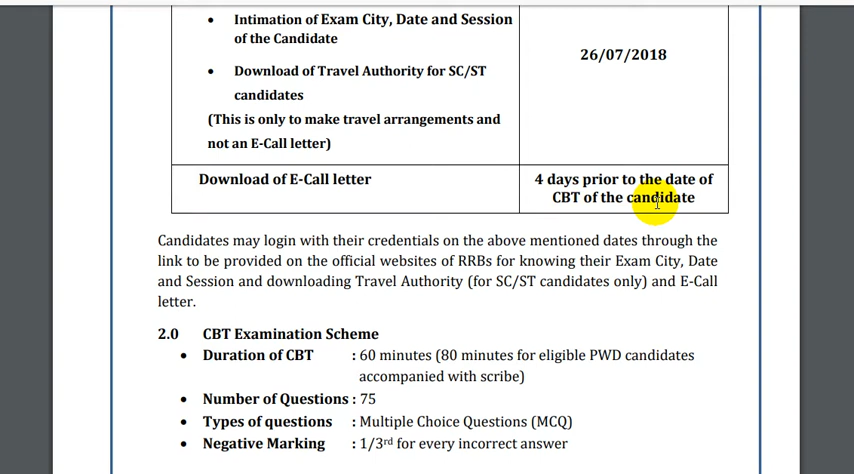 • Intimation of Exam City, Date and Session
of the Candidate
• Download of Travel Authority for SC/ST
candidates
(This is only to make travel arrangements and
not an E-Call letter)
26/07/2018
Download of E-Call letter
4 days prior to the date of
CBT of the candidate
Candidates may login with their credentials on the above mentioned dates through the
link to be provided on the official websites of RRBs for knowing their Exam City, Date
and Session and downloading Travel Authority (for SC/ST candidates only) and E-Call
letter.
2.0 CBT Examination Scheme
• Duration of CBT : 60 minutes (80 minutes for eligible PWD candidates
accompanied with scribe)
• Number of Questions : 75
• Types of questions : Multiple Choice Questions (MCQ)
• Negative Marking : 1/3rd for every incorrect answer